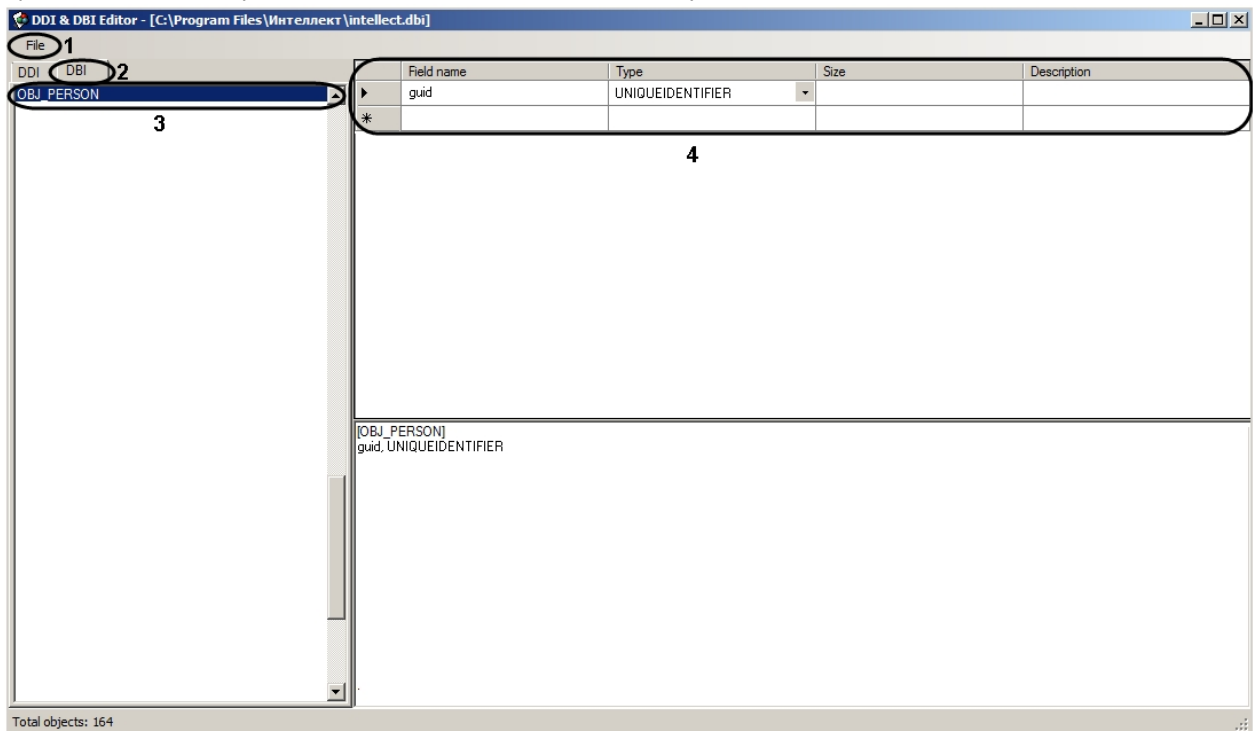 DDI & DBI Editor - [C:\Program Files\Интеллект\intellect.dbi]
File 1
DDI DBI 2
Field name Type Size Description
OBJ_PERSON
guid UNIQUEIDENTIFIER
3
4
[OBJ_PERSON]
guid, UNIQUEIDENTIFIER
Total objects: 164